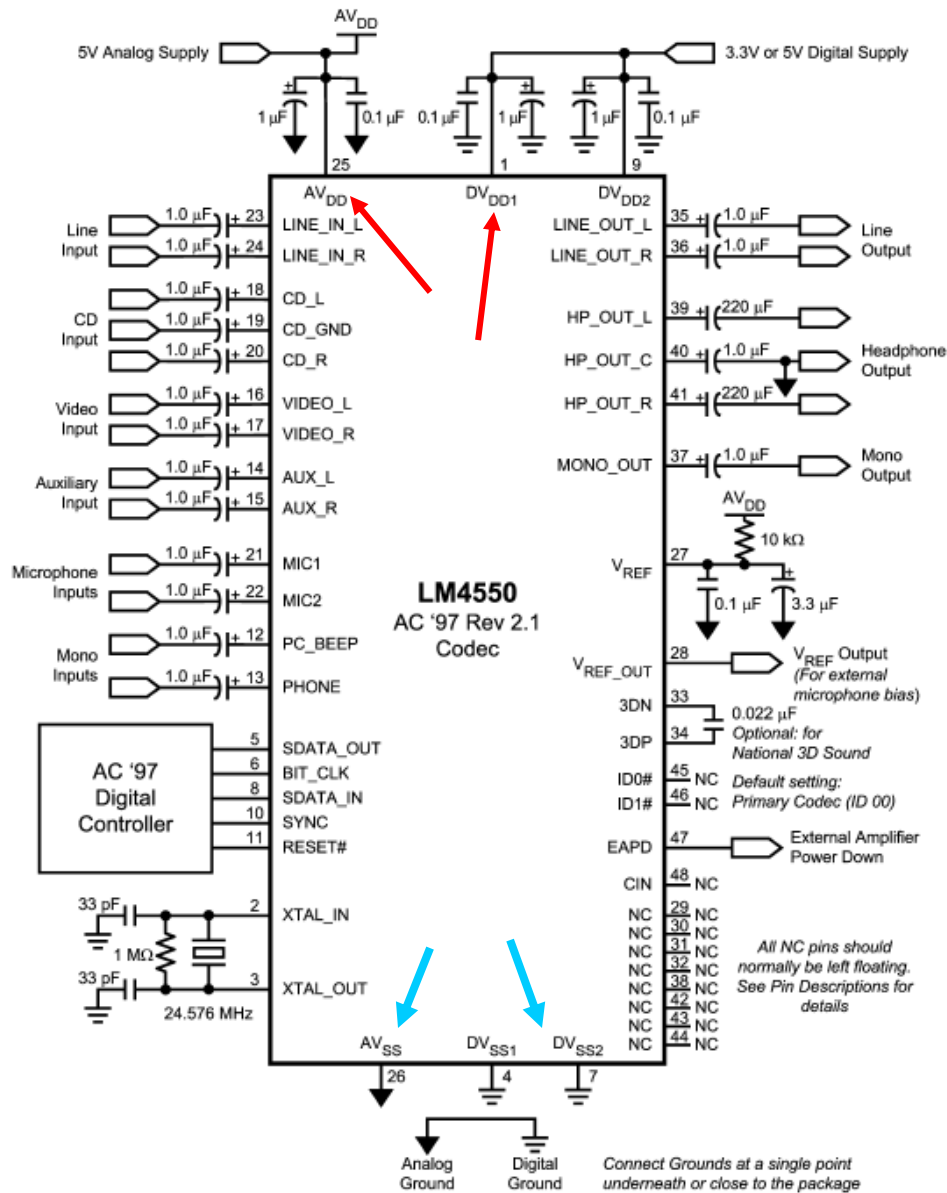 AVDD
5V Analog Supply
3.3V or 5V Digital Supply
1 µF
0.1 µF
0.1 µF
1 µF
1 µF
0.1 µF
25
1
9
AVDD
DVDD1
DVDD2
Line
Input
1.0 µF
+
23
LINE_IN_L
1.0 µF
+
24
LINE_IN_R
CD
Input
1.0 µF
+
18
CD_L
1.0 µF
+
19
CD_GND
1.0 µF
+
20
CD_R
Video
Input
1.0 µF
+
16
VIDEO_L
1.0 µF
+
17
VIDEO_R
Auxiliary
Input
1.0 µF
+
14
AUX_L
1.0 µF
+
15
AUX_R
Microphone
Inputs
1.0 µF
+
21
MIC1
1.0 µF
+
22
MIC2
Mono
Inputs
1.0 µF
+
12
PC_BEEP
1.0 µF
+
13
PHONE
AC '97
Digital
Controller
5
SDATA_OUT
6
BIT_CLK
8
SDATA_IN
10
SYNC
11
RESET#
33 pF
2
XTAL_IN
1 MΩ
33 pF
3
XTAL_OUT
24.576 MHz
LM4550
AC '97 Rev 2.1
Codec
LINE_OUT_L
35
+
1.0 µF
LINE_OUT_R
36
+
1.0 µF
Line
Output
HP_OUT_L
39
+
220 µF
HP_OUT_C
40
+
1.0 µF
HP_OUT_R
41
+
220 µF
Headphone
Output
MONO_OUT
37
+
1.0 µF
Mono
Output
AVDD
10 kΩ
VREF
27
0.1 µF
+
3.3 µF
VREF_OUT
28
VREF Output
(For external
microphone bias)
3DN
33
3DP
34
0.022 µF
Optional: for
National 3D Sound
ID0#
45
NC
ID1#
46
NC
Default setting:
Primary Codec (ID 00)
EAPD
47
External Amplifier
Power Down
CIN
48
NC
NC
29
NC
NC
30
NC
NC
31
NC
NC
32
NC
NC
38
NC
NC
42
NC
NC
43
NC
NC
44
NC
All NC pins should
normally be left floating.
See Pin Descriptions for
details
AVSS
DVSS1
DVSS2
26
4
7
Analog
Ground
Digital
Ground
Connect Grounds at a single point
underneath or close to the package